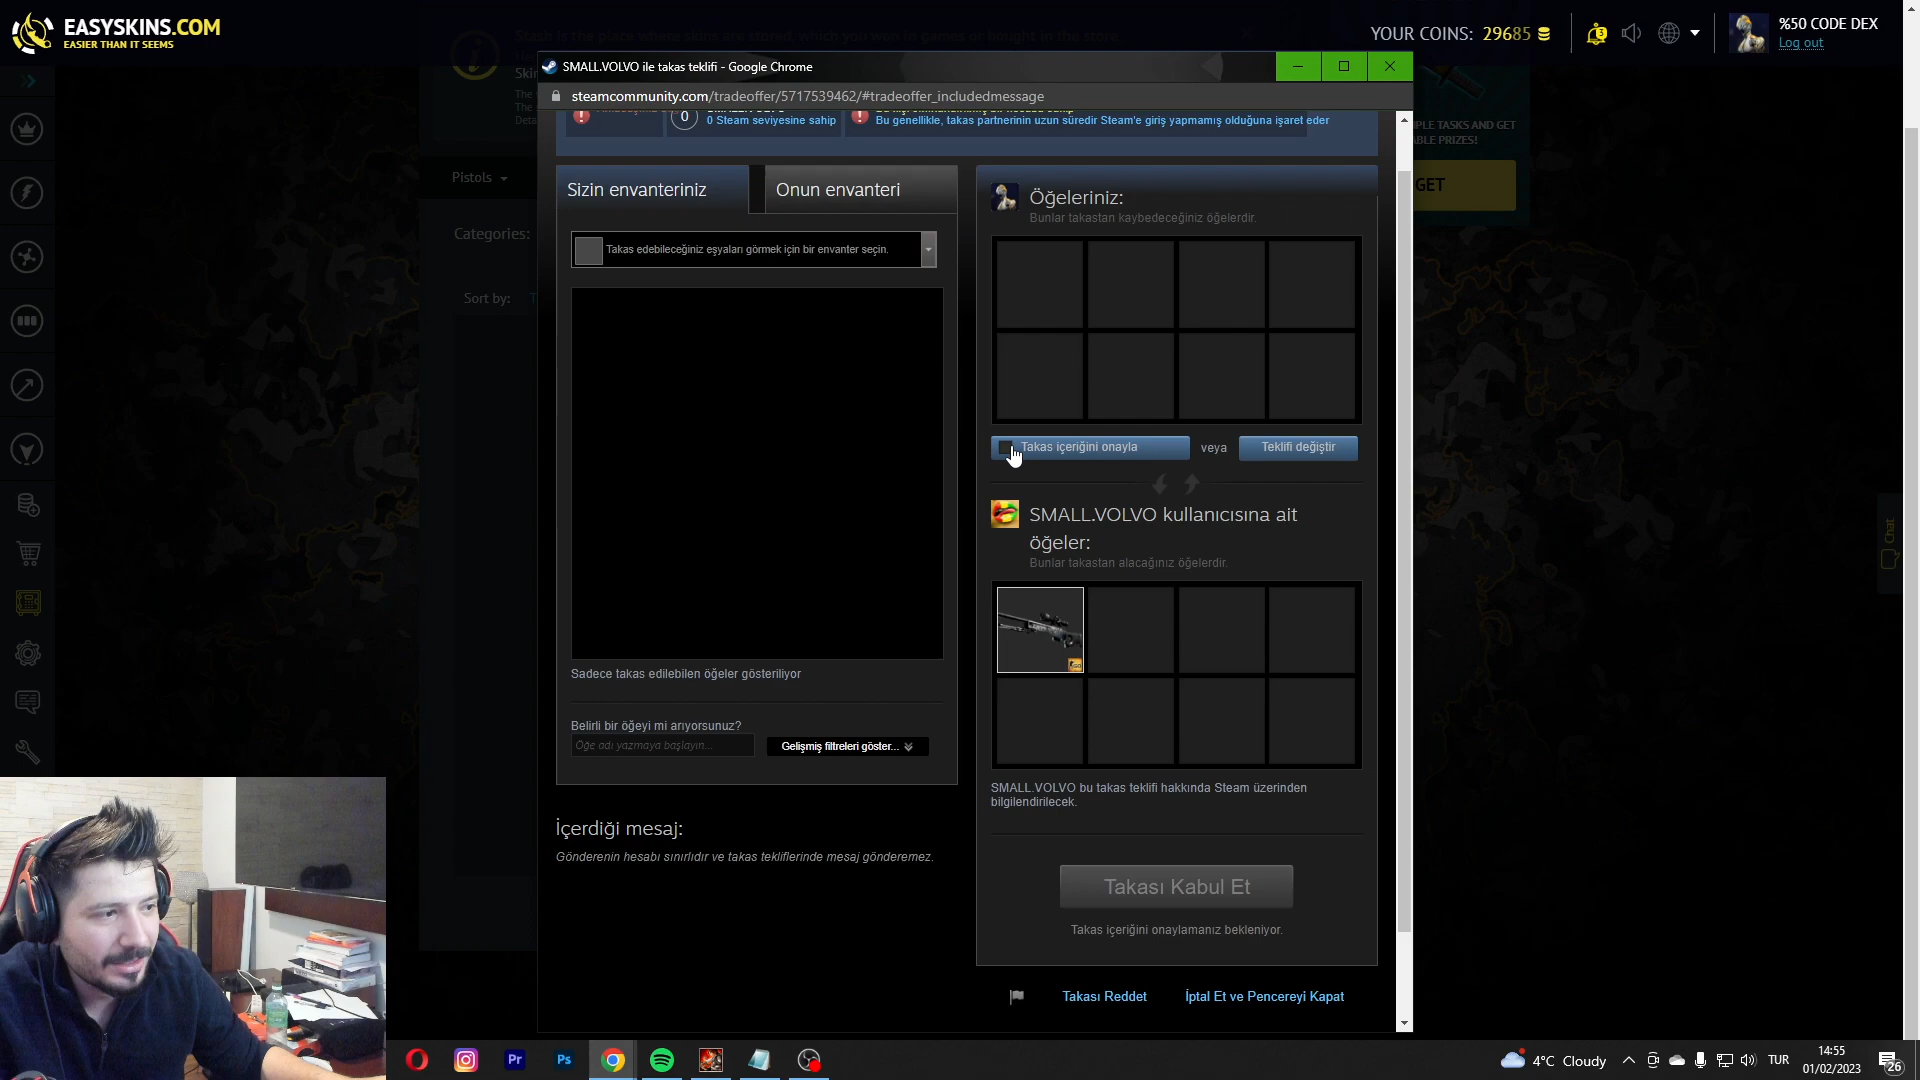 EASYSKINS.COM
EASIER THAN IT SEEMS
YOUR COINS: 29685
3
%50 CODE DEX
Log out
SMALL.VOLVO ile takas teklifi - Google Chrome
steamcommunity.com/tradeoffer/5717539462/#tradeoffer_includedmessage
0
0 Steam seviyesine sahip
Bu genellikle, takas partnerinin uzun süredir Steam'e giriş yapmamış olduğuna işaret eder
PLE TASKS AND GET
ABLE PRIZES!
GET
Pistols
Categories:
Sort by:
Sizin envanteriniz
Onun envanteri
Takas edebileceğiniz eşyaları görmek için bir envanter seçin.
Sadece takas edilebilen öğeler gösteriliyor
Belirli bir öğeyi mi arıyorsunuz?
Öğe adı yazmaya başlayın...
Gelişmiş filtreleri göster...
İçerdiği mesaj:
Gönderenin hesabı sınırlıdır ve takas tekliflerinde mesaj gönderemez.
Öğeleriniz:
Bunlar takastan kaybedeceğiniz öğelerdir.
Takas içeriğini onayla
veya
Teklifi değiştir
SMALL.VOLVO kullanıcısına ait
öğeler:
Bunlar takastan alacağınız öğelerdir.
SMALL.VOLVO bu takas teklifi hakkında Steam üzerinden
bilgilendirilecek.
Takası Kabul Et
Takas içeriğini onaylamanız bekleniyor.
Takası Reddet
İptal Et ve Pencereyi Kapat
Chat
Pr
Ps
4°C Cloudy
TUR
14:55
01/02/2023
26